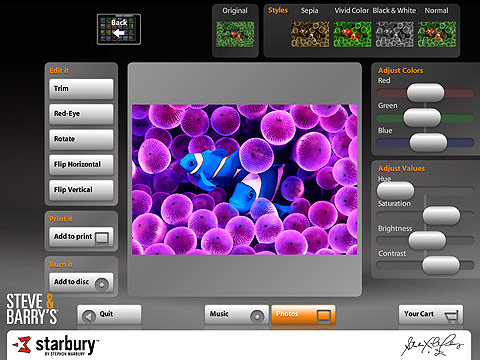 Back
Original
Styles
Sepia
Vivid Color
Black & White
Normal
Edit it
Trim
Red-Eye
Rotate
Flip Horizontal
Flip Vertical
Print it
Add to print
Burn it
Add to disc
Adjust Colors
Red
Green
Blue
Adjust Values
Hue
Saturation
Brightness
Contrast
STEVE &
BARRY'S
Quit
Music
Photos
Your Cart
starbury™
BY STEPHON MARBURY